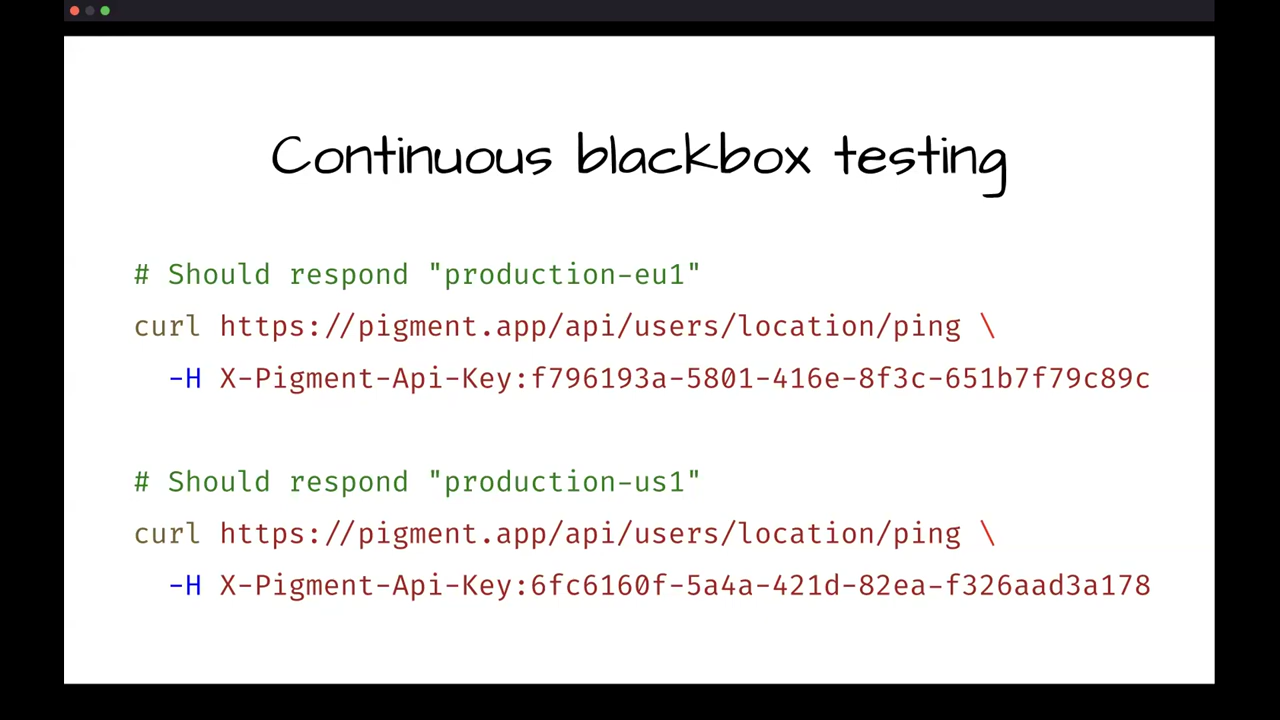 Continuous blackbox testing
# Should respond "production-eu1"
curl https://pigment.app/api/users/location/ping \
-H X-Pigment-Api-Key:f796193a-5801-416e-8f3c-651b7f79c89c
# Should respond "production-us1"
curl https://pigment.app/api/users/location/ping \
-H X-Pigment-Api-Key:6fc6160f-5a4a-421d-82ea-f326aad3a178